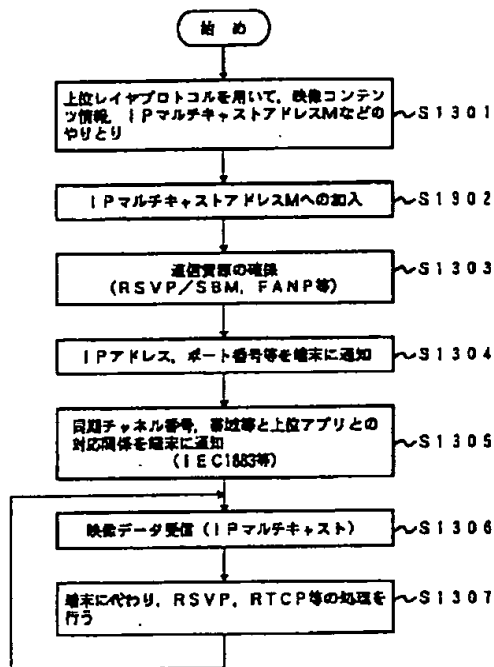 始 め
上位レイヤプロトコルを用いて，映像コンテン
ツ情報，ＩＰマルチキャストアドレスMなどの
やりとり
～Ｓ１３０１
ＩＰマルチキャストアドレスMへの加入
～Ｓ１３０２
通信資源の確保
(RSVP／SBM, FANP等)
～Ｓ１３０３
ＩＰアドレス，ポート番号等を端末に通知
～Ｓ１３０４
同期チャネル番号，帯域等と上位アプリとの
対応関係を端末に通知
(IEC1883等)
～Ｓ１３０５
映像データ受信（ＩＰマルチキャスト）
～Ｓ１３０６
端末に代わり，RSVP，RTCP等の処理を
行う
～Ｓ１３０７